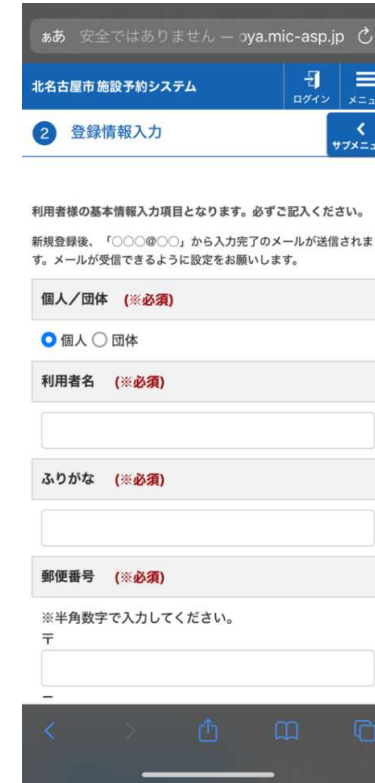 ぁあ 安全ではありません — oya.mic-asp.jp
北名古屋市 施設予約システム
ログイン
メニュ
2 登録情報入力
サブメニュ
利用者様の基本情報入力項目となります。必ずご記入ください。
新規登録後、「○○○@○○」から入力完了のメールが送信されま
す。メールが受信できるように設定をお願いします。
個人／団体 (※必須)
個人 団体
利用者名 (※必須)
ふりがな (※必須)
郵便番号 (※必須)
※半角数字で入力してください。
〒